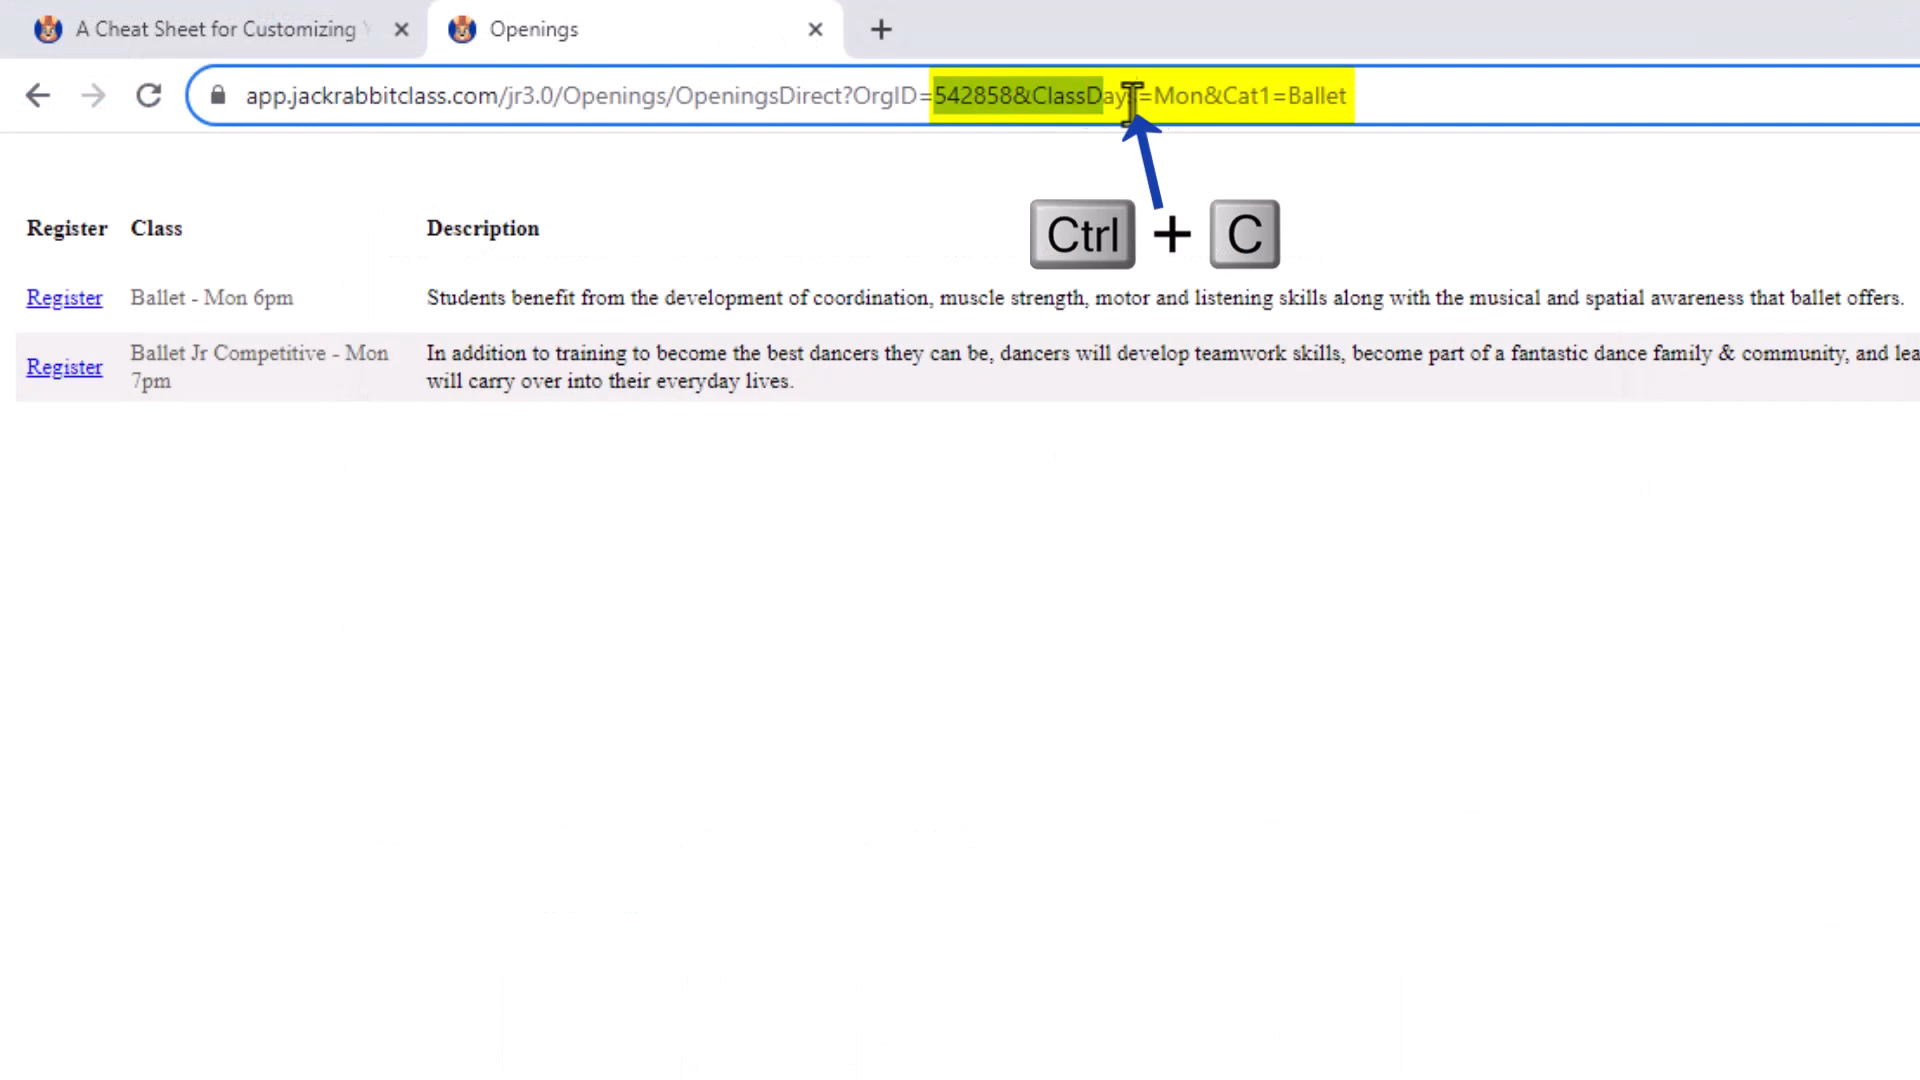 A Cheat Sheet for Customizing
Openings
app.jackrabbitclass.com/jr3.0/Openings/OpeningsDirect?OrgID=542858&ClassDays=Mon&Cat1=Ballet
Ctrl + C
Register Class Description
Register Ballet - Mon 6pm Students benefit from the development of coordination, muscle strength, motor and listening skills along with the musical and spatial awareness that ballet offers.
Register Ballet Jr Competitive - Mon In addition to training to become the best dancers they can be, dancers will develop teamwork skills, become part of a fantastic dance family & community, and lea
7pm will carry over into their everyday lives.